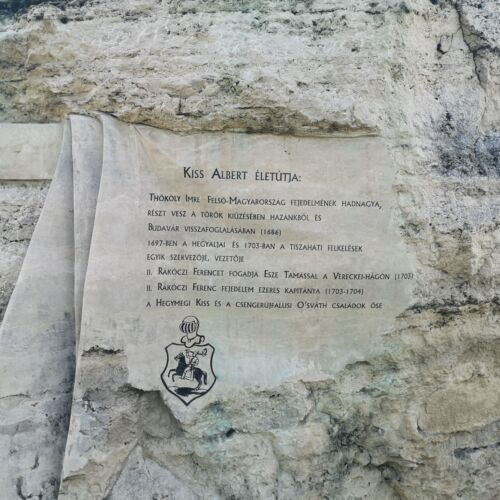 Kiss Albert életútja:
Thököly Imre Felső-Magyarország fejedelmének hadnagya,
részt vesz a török kiűzésében hazánkból és
Budavár visszafoglalásában (1686)
1697-ben a hegyaljai és 1703-ban a tiszaháti felkelések
egyik szervezője, vezetője
II. Rákóczi Ferencet fogadja Esze Tamással a Vereckei-hágón (1703)
II. Rákóczi Ferenc fejedelem ezeres kapitánya (1703-1704)
a Hegymegi Kiss és a csengerújfalusi O'sváth családok őse